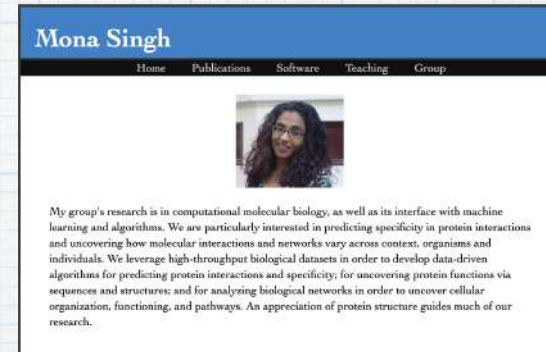 Mona Singh
Home Publications Software Teaching Group
My group's research is in computational molecular biology, as well as its interface with machine
learning and algorithms. We are particularly interested in predicting specificity in protein interactions
and uncovering how molecular interactions and networks vary across context, organisms and
individuals. We leverage high-throughput biological datasets in order to develop data-driven
algorithms for predicting protein interactions and specificity; for uncovering protein functions via
sequences and structures; and for analyzing biological networks in order to uncover cellular
organization, functioning, and pathways. An appreciation of protein structure guides much of our
research.